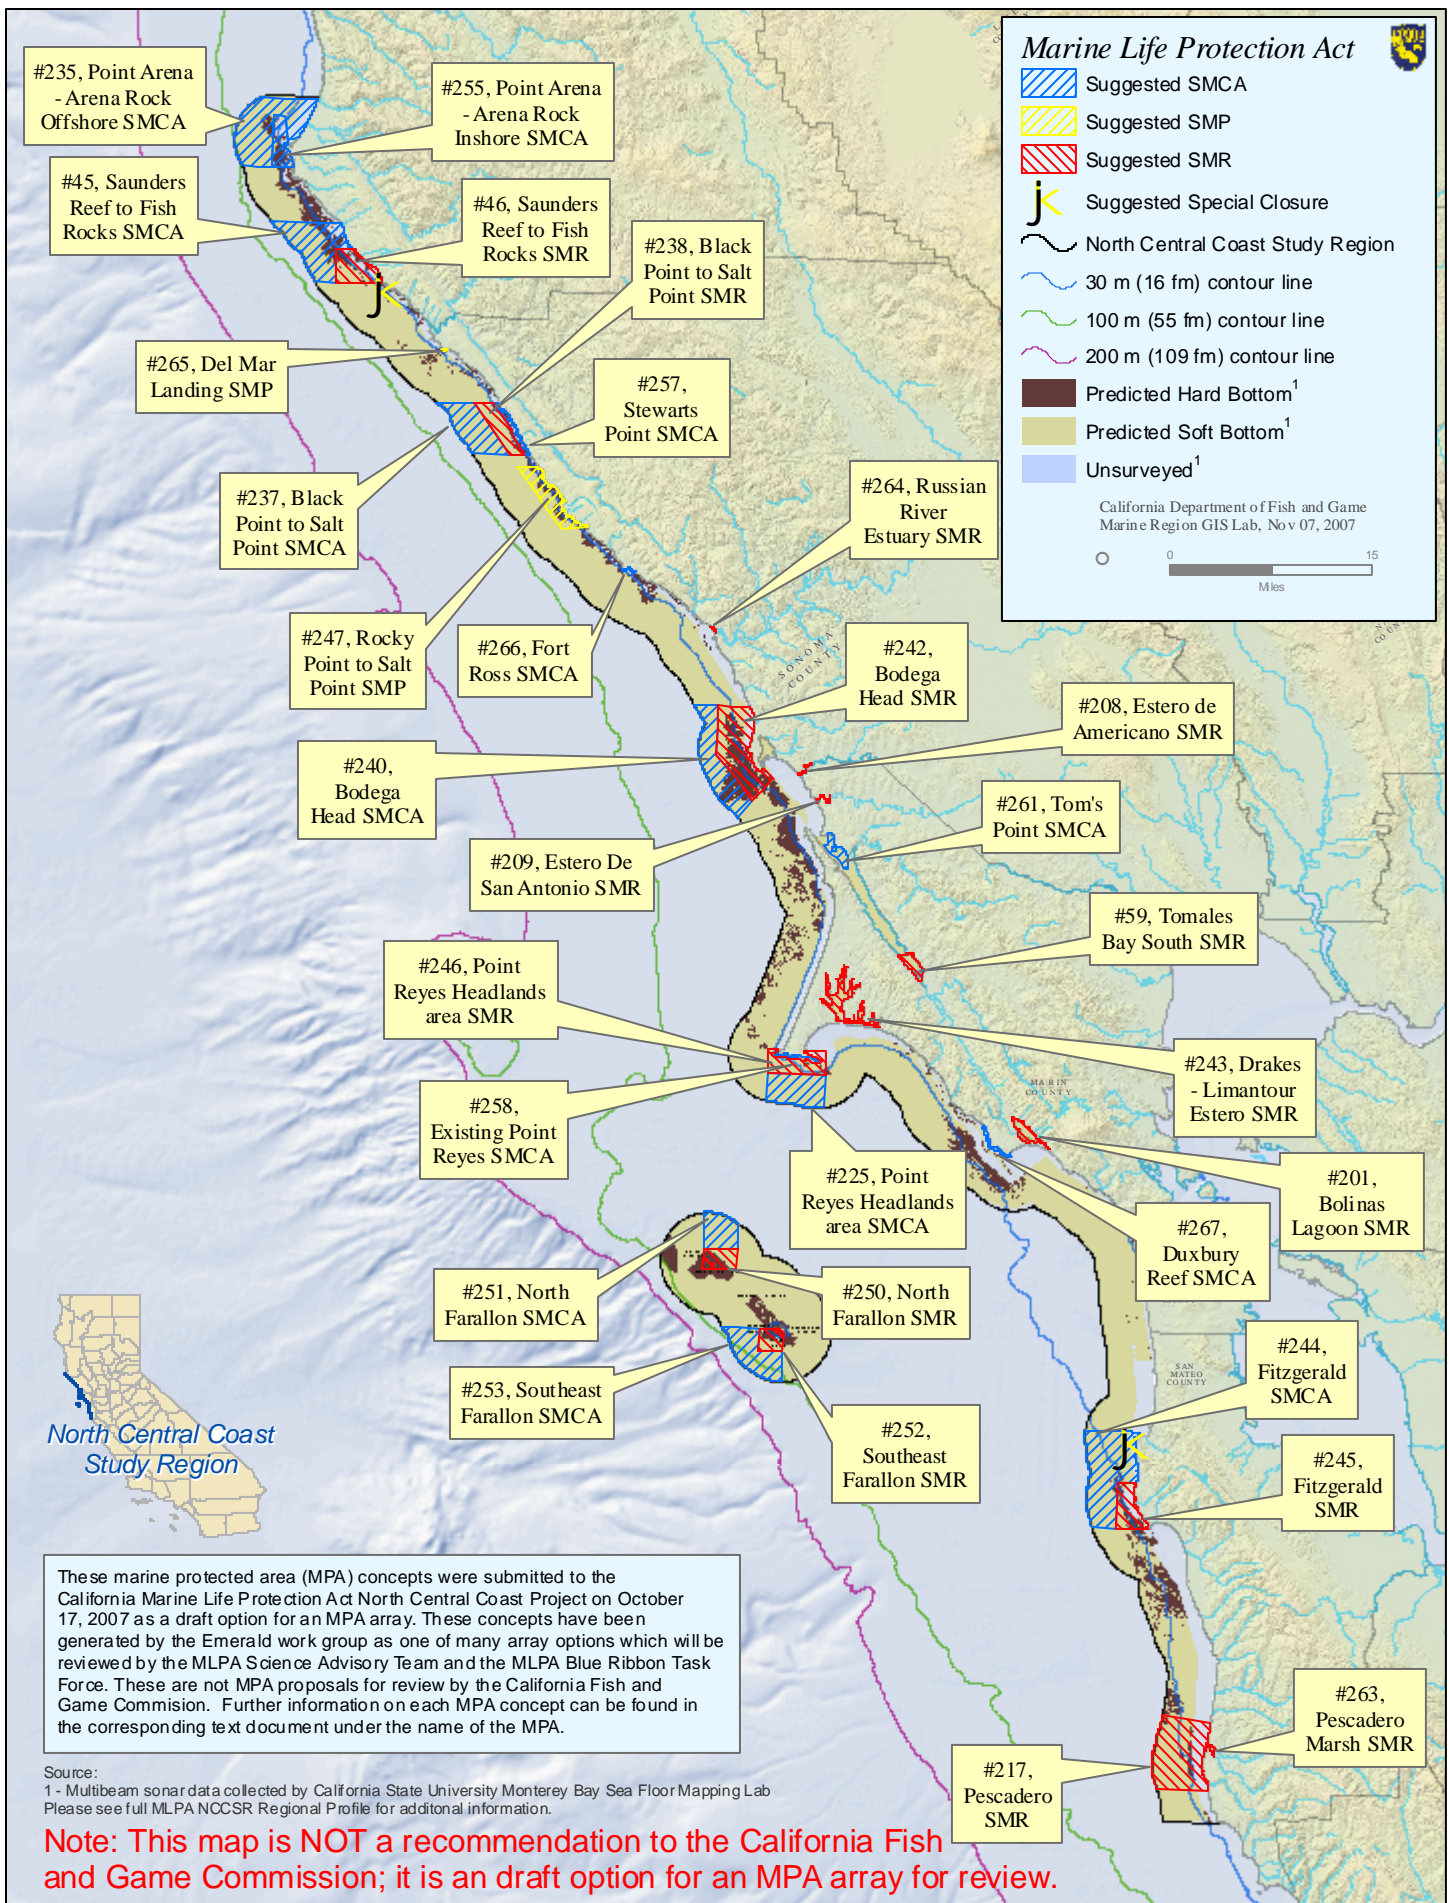 Marine Life Protection Act
Suggested SMCA
Suggested SMP
Suggested SMR
Suggested Special Closure
North Central Coast Study Region
30 m (16 fm) contour line
100 m (55 fm) contour line
200 m (109 fm) contour line
Predicted Hard Bottom1
Predicted Soft Bottom1
Unsurveyed1
California Department of Fish and Game
Marine Region GIS Lab, Nov 07, 2007
0 15
Miles
#235, Point Arena
- Arena Rock
Offshore SMCA
#255, Point Arena
- Arena Rock
Inshore SMCA
#45, Saunders
Reef to Fish
Rocks SMCA
#46, Saunders
Reef to Fish
Rocks SMR
#238, Black
Point to Salt
Point SMR
#265, Del Mar
Landing SMP
#257,
Stewarts
Point SMCA
#237, Black
Point to Salt
Point SMCA
#264, Russian
River
Estuary SMR
#247, Rocky
Point to Salt
Point SMP
#266, Fort
Ross SMCA
SONOMA
COUNTY
#242,
Bodega
Head SMR
#208, Estero de
Americano SMR
#240,
Bodega
Head SMCA
#261, Tom's
Point SMCA
#209, Estero De
San Antonio SMR
#59, Tomales
Bay South SMR
#246, Point
Reyes Headlands
area SMR
#243, Drakes
- Limantour
Estero SMR
MARIN
COUNTY
#258,
Existing Point
Reyes SMCA
#225, Point
Reyes Headlands
area SMCA
#201,
Bolinas
Lagoon SMR
#267,
Duxbury
Reef SMCA
#251, North
Farallon SMCA
#250, North
Farallon SMR
#244,
Fitzgerald
SMCA
SAN
MATEO
COUNTY
#253, Southeast
Farallon SMCA
#252,
Southeast
Farallon SMR
#245,
Fitzgerald
SMR
North Central Coast
Study Region
#263,
Pescadero
Marsh SMR
#217,
Pescadero
SMR
These marine protected area (MPA) concepts were submitted to the
California Marine Life Protection Act North Central Coast Project on October
17, 2007 as a draft option for an MPA array. These concepts have been
generated by the Emerald work group as one of many array options which will be
reviewed by the MLPA Science Advisory Team and the MLPA Blue Ribbon Task
Force. These are not MPA proposals for review by the California Fish and
Game Commision. Further information on each MPA concept can be found in
the corresponding text document under the name of the MPA.
Source:
1 - Multibeam sonar data collected by California State University Monterey Bay Sea Floor Mapping Lab
Please see full MLPA NCCSR Regional Profile for additonal information.
Note: This map is NOT a recommendation to the California Fish
and Game Commission; it is an draft option for an MPA array for review.